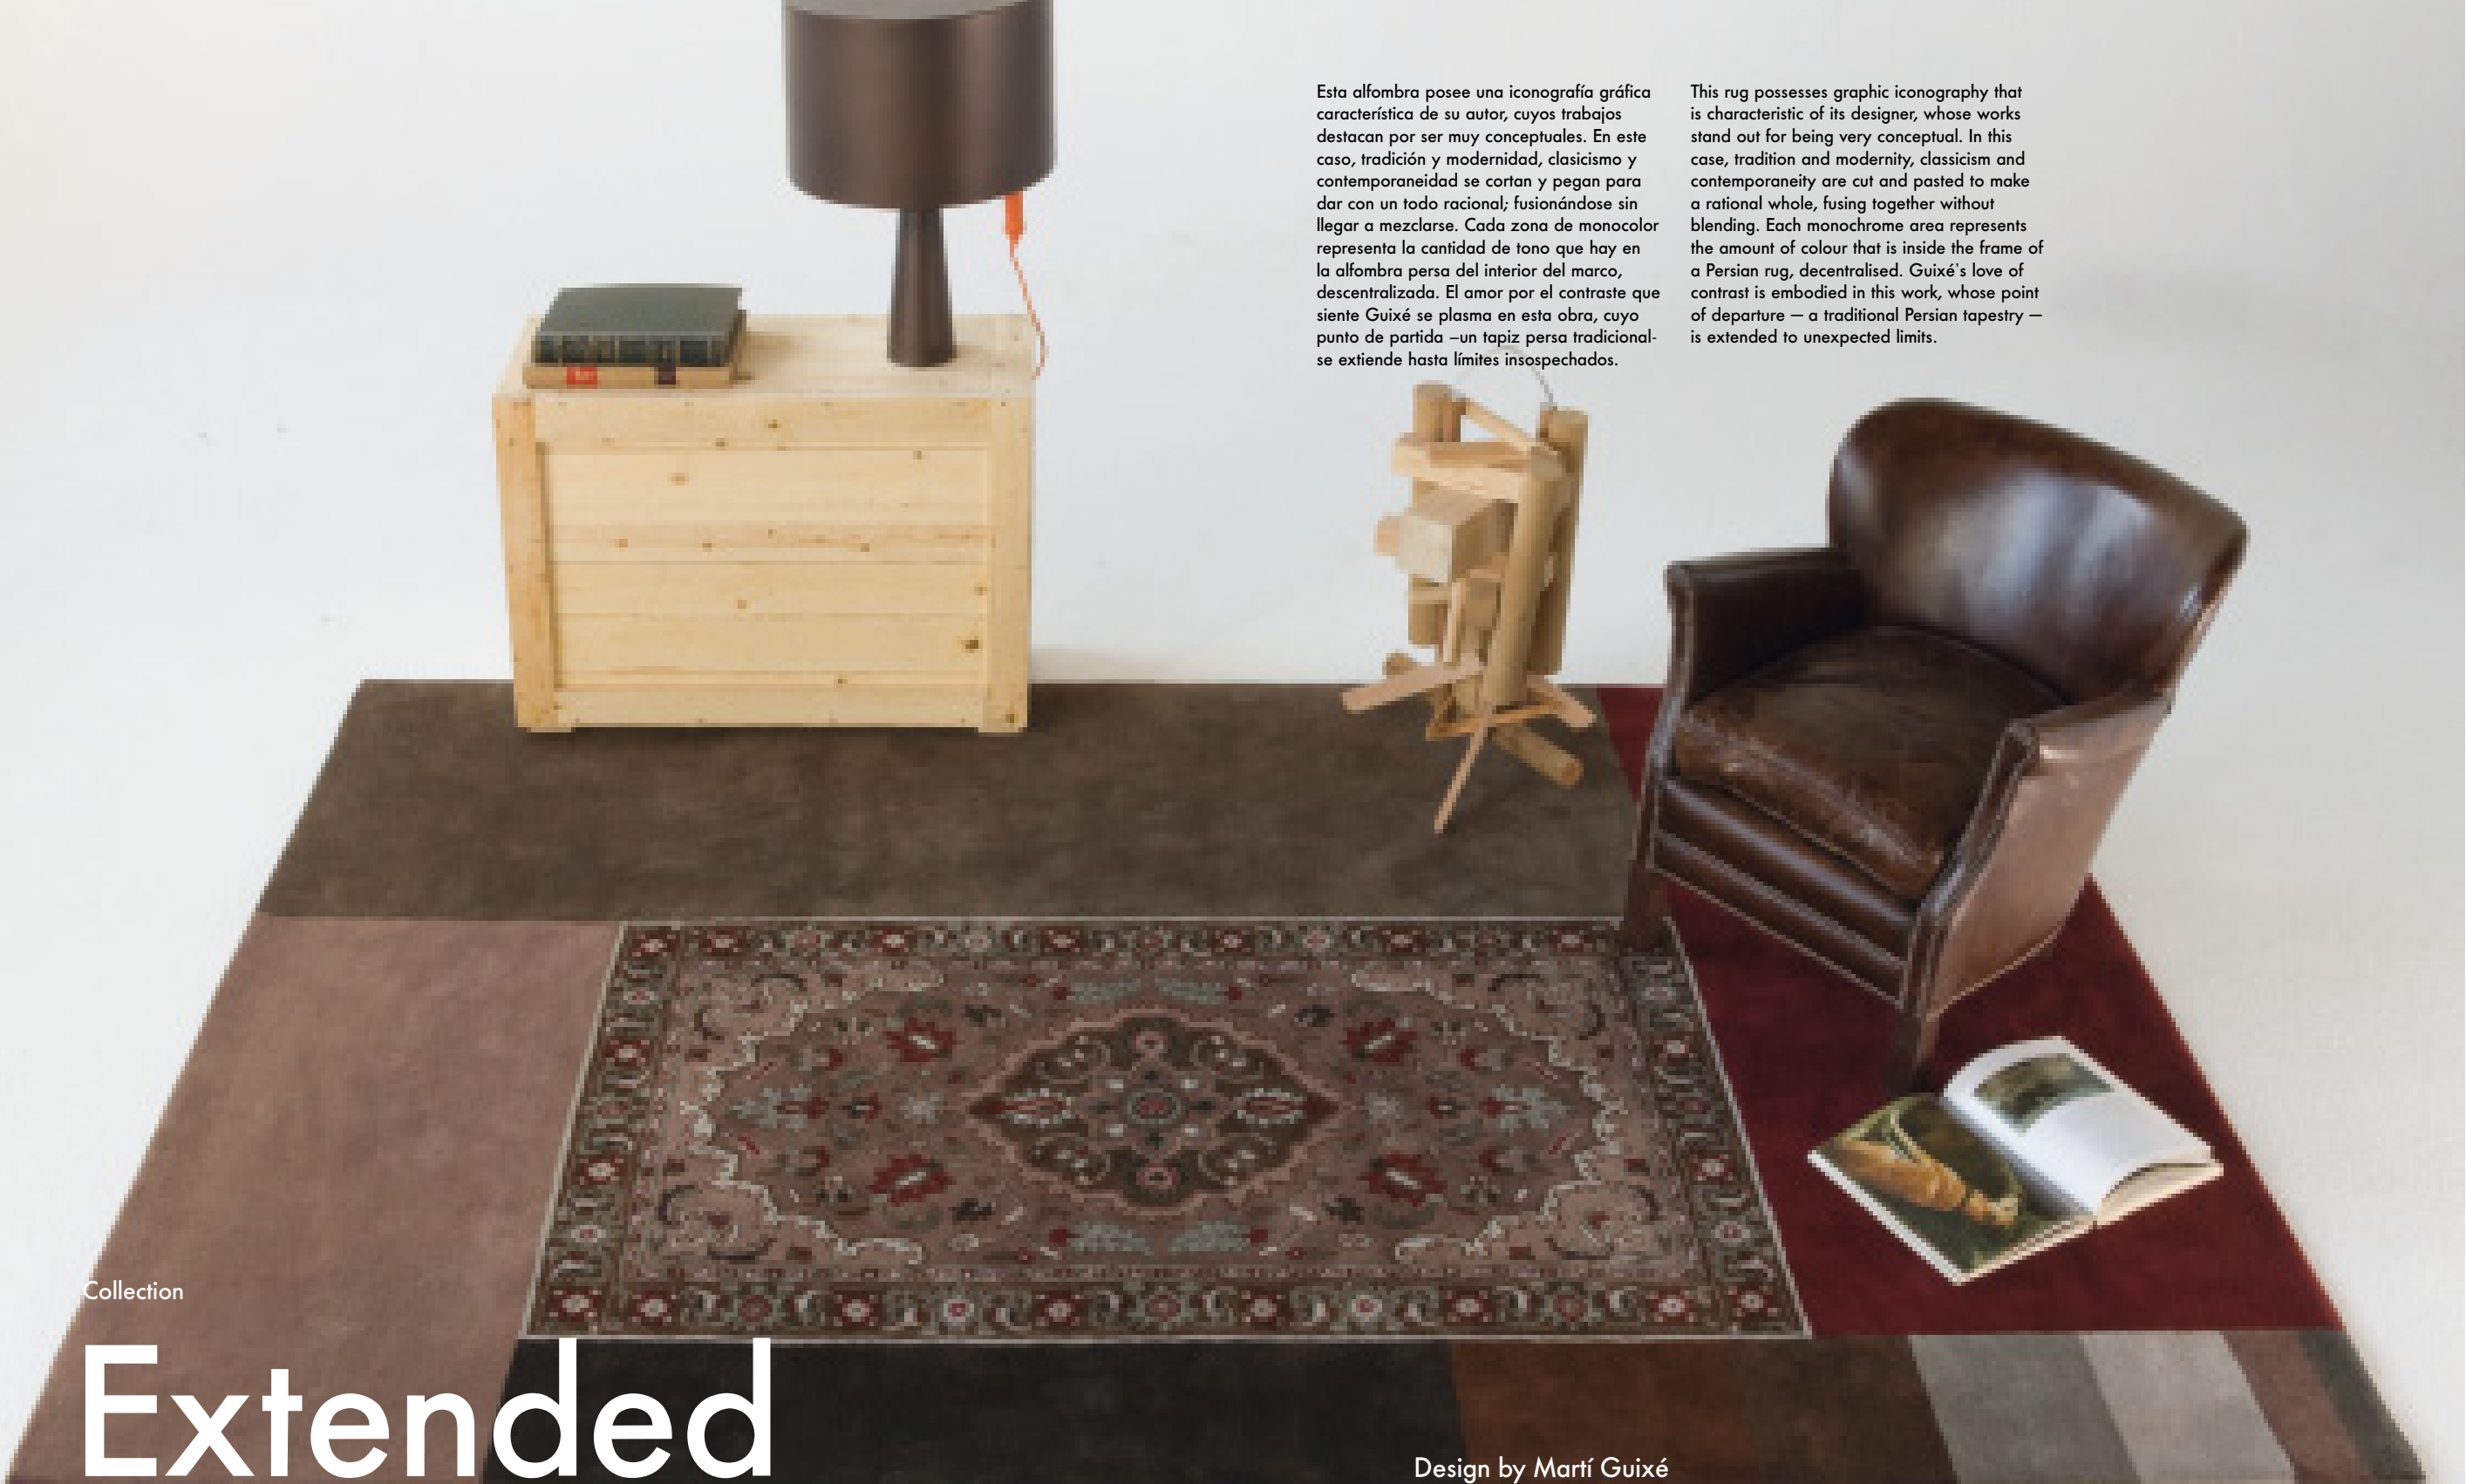 Esta alfombra posee una iconografía gráfica
característica de su autor, cuyos trabajos
destacan por ser muy conceptuales. En este
caso, tradición y modernidad, clasicismo y
contemporaneidad se cortan y pegan para
dar con un todo racional; fusionándose sin
llegar a mezclarse. Cada zona de monocolor
representa la cantidad de tono que hay en
la alfombra persa del interior del marco,
descentralizada. El amor por el contraste que
siente Guixé se plasma en esta obra, cuyo
punto de partida –un tapiz persa tradicional-
se extiende hasta límites insospechados.
This rug possesses graphic iconography that
is characteristic of its designer, whose works
stand out for being very conceptual. In this
case, tradition and modernity, classicism and
contemporaneity are cut and pasted to make
a rational whole, fusing together without
blending. Each monochrome area represents
the amount of colour that is inside the frame of
a Persian rug, decentralised. Guixé's love of
contrast is embodied in this work, whose point
of departure — a traditional Persian tapestry —
is extended to unexpected limits.
Collection
Extended
Design by Martí Guixé